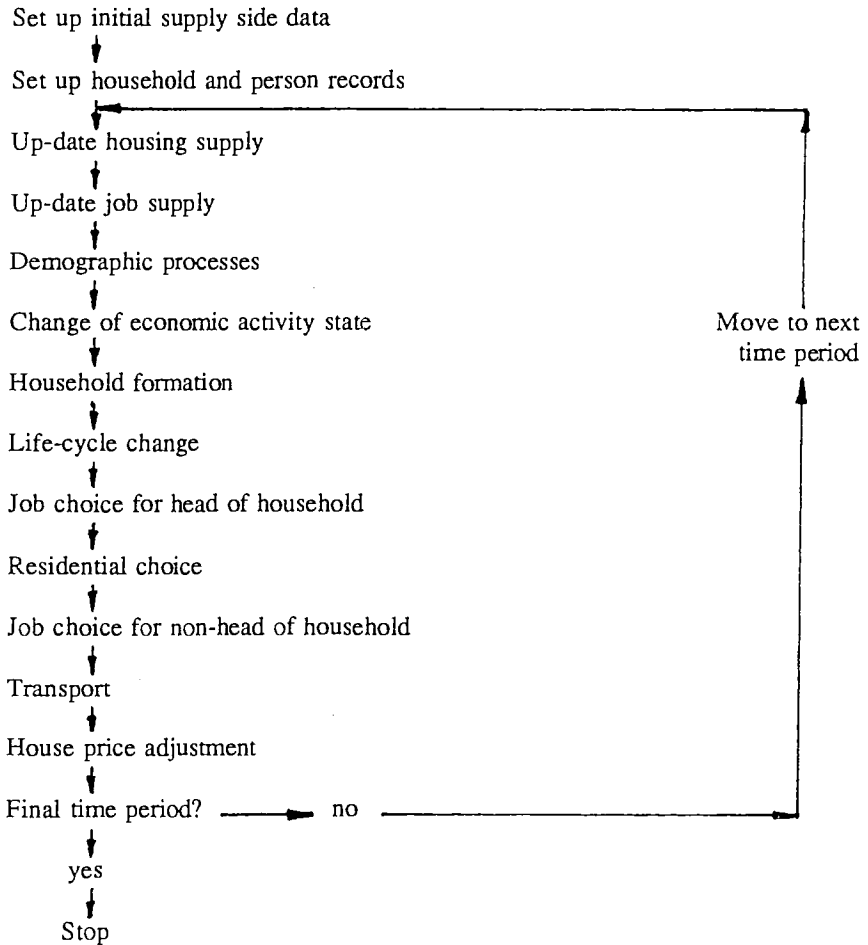 Set up initial supply side data
Set up household and person records
Up-date housing supply
Up-date job supply
Demographic processes
Change of economic activity state
Move to next
time period
Household formation
Life-cycle change
Job choice for head of household
Residential choice
Job choice for non-head of household
Transport
House price adjustment
Final time period? no
yes
Stop